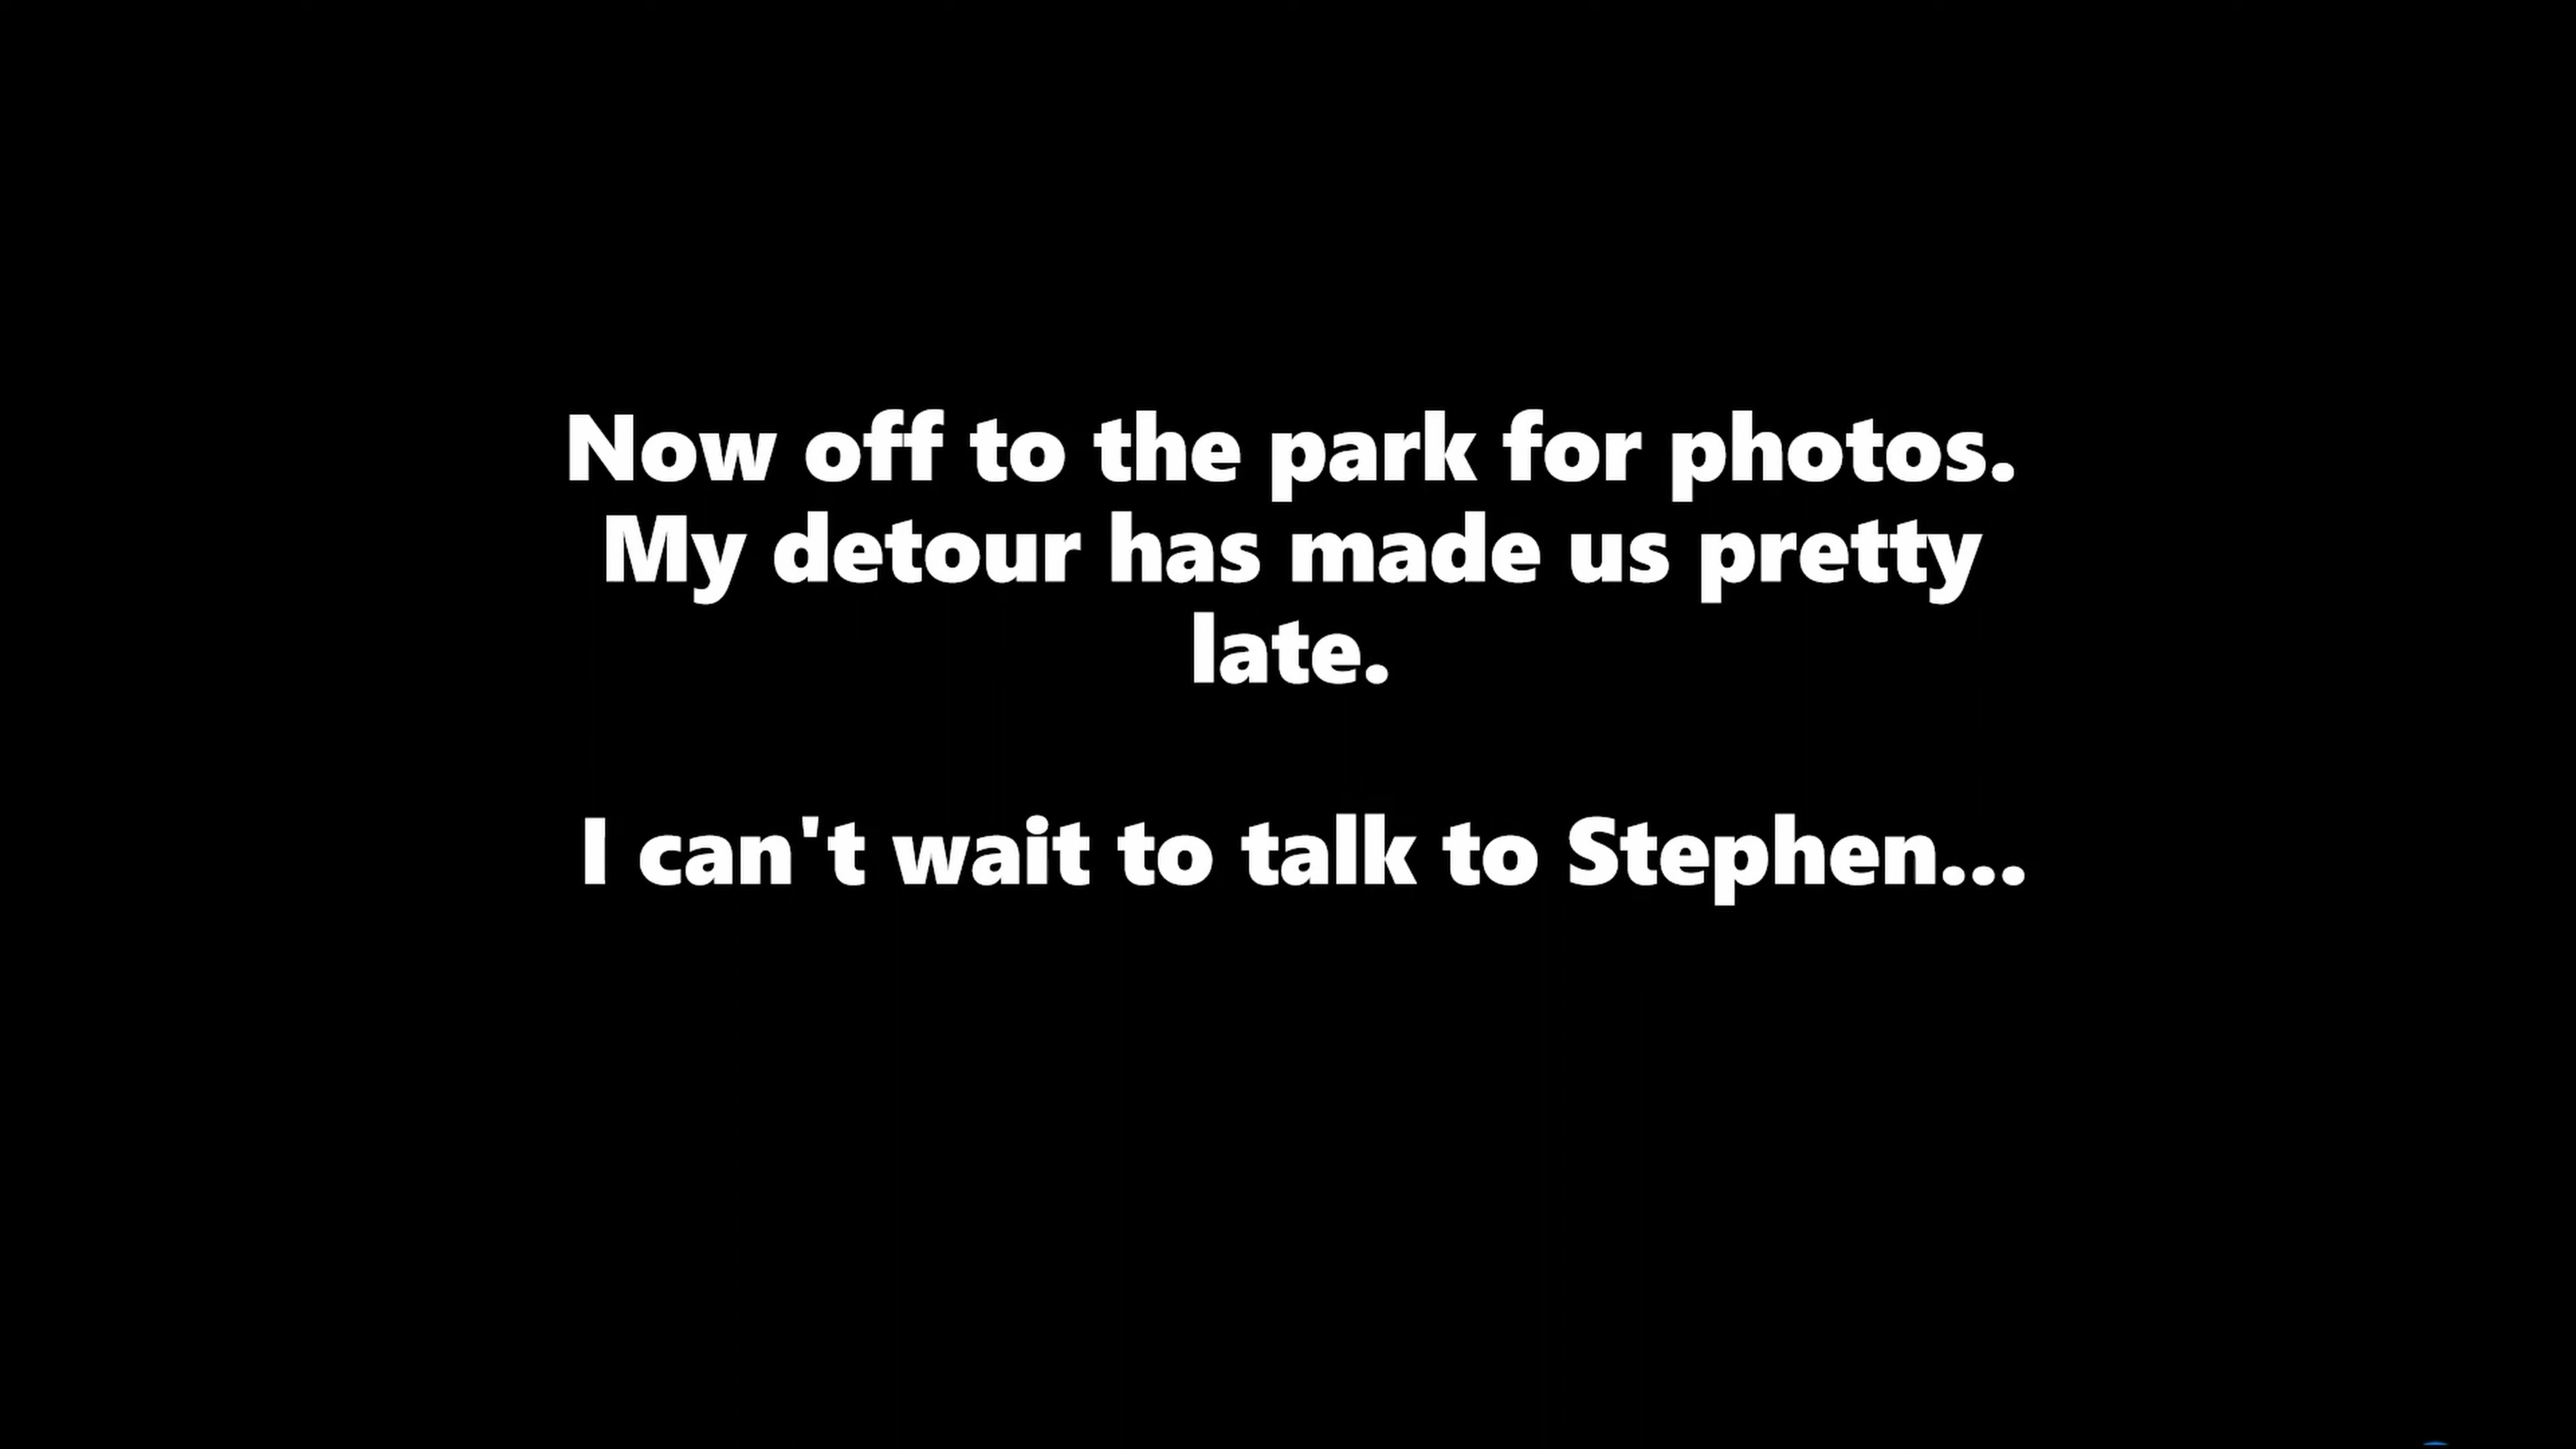 Now off to the park for photos.
My detour has made us pretty
late.
I can't wait to talk to Stephen...